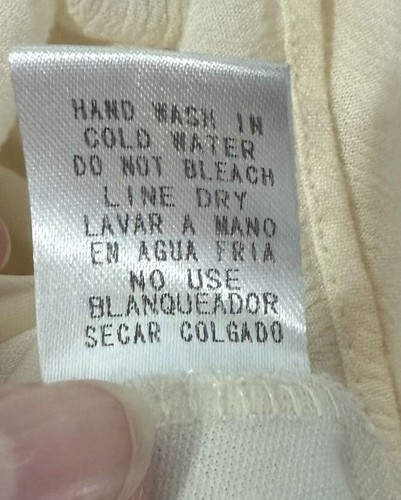 HAND WASH IN
COLD WATER
DO NOT BLEACH
LINE DRY
LAVAR A MANO
EN AGUA FRIA
NO USE
BLANQUEADOR
SECAR COLGADO